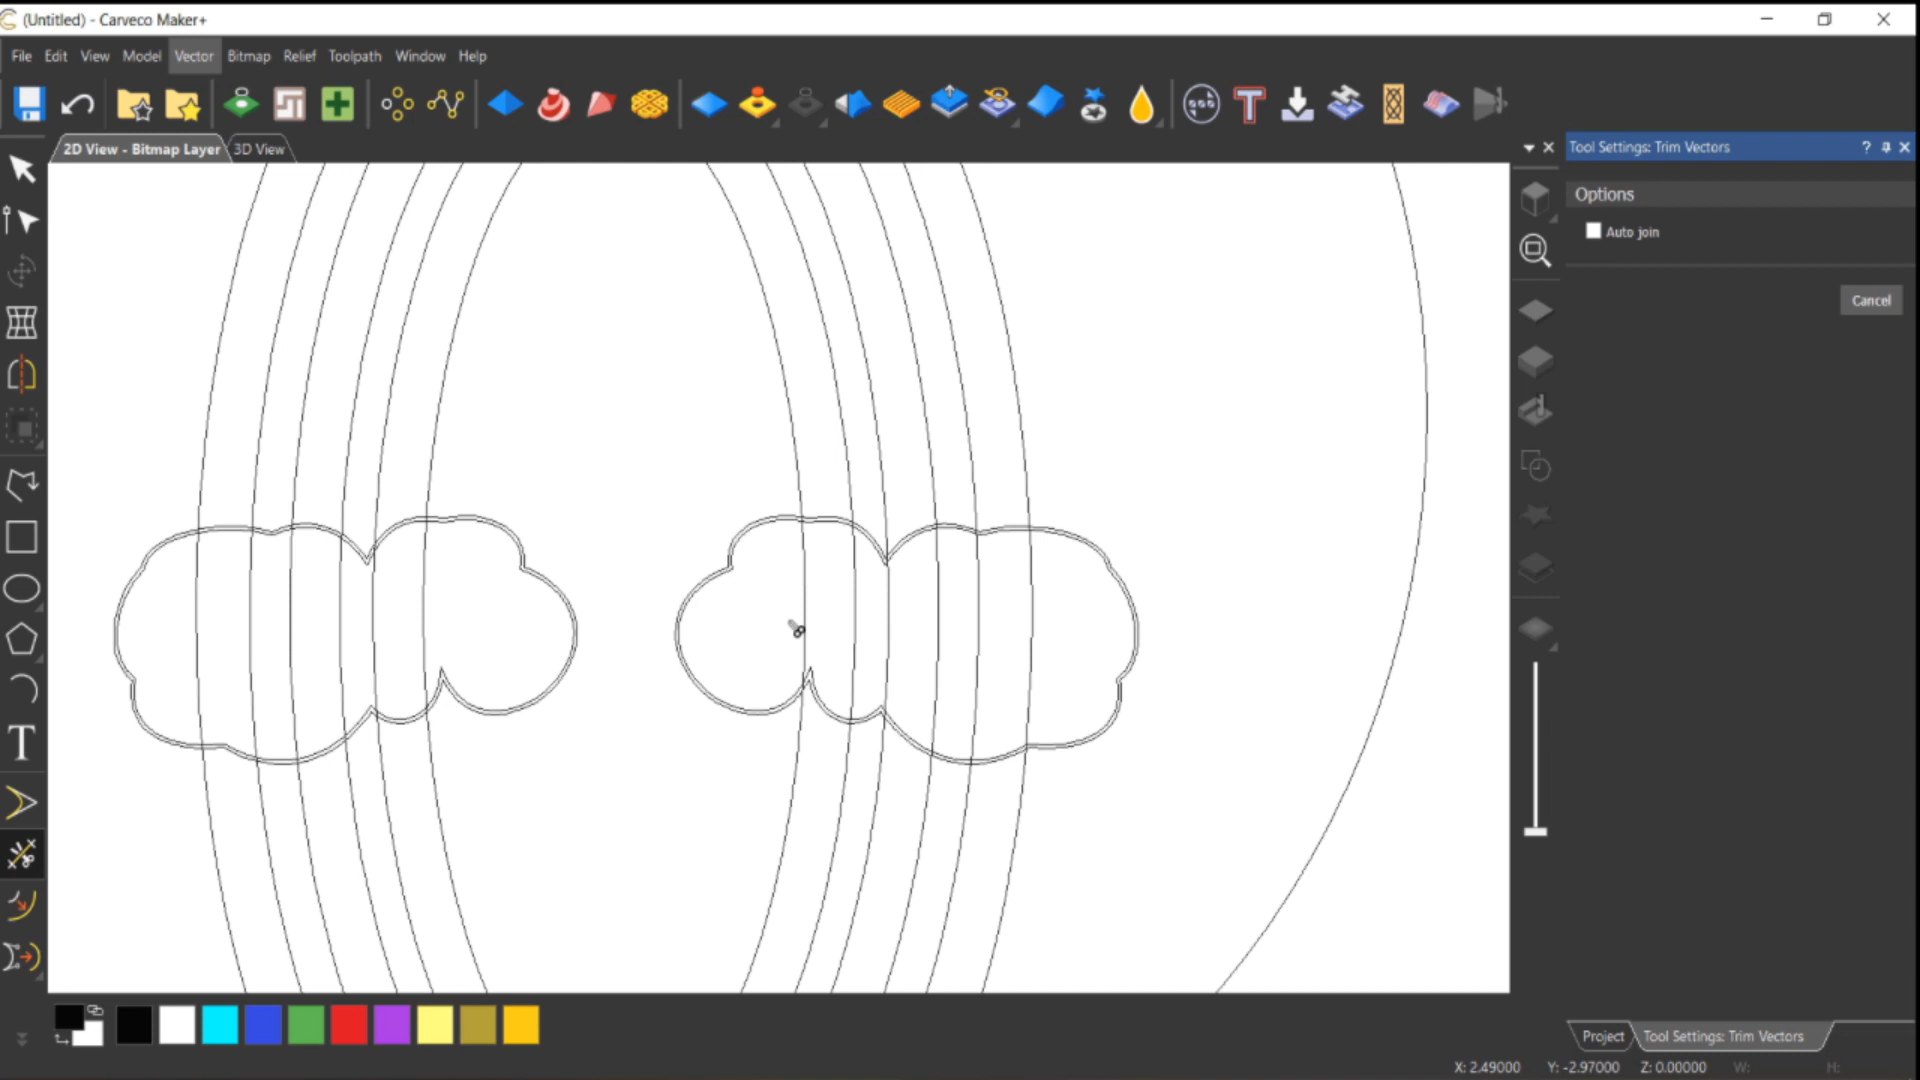 (Untitled) - Carveco Maker+
File Edit View Model Vector Bitmap Relief Toolpath Window Help
2D View - Bitmap Layer 3D View
Tool Settings: Trim Vectors ?
Options
Auto join
Cancel
T
Project Tool Settings: Trim Vectors
X: 2.49000 Y: -2.97000 Z: 0.00000 W: H: